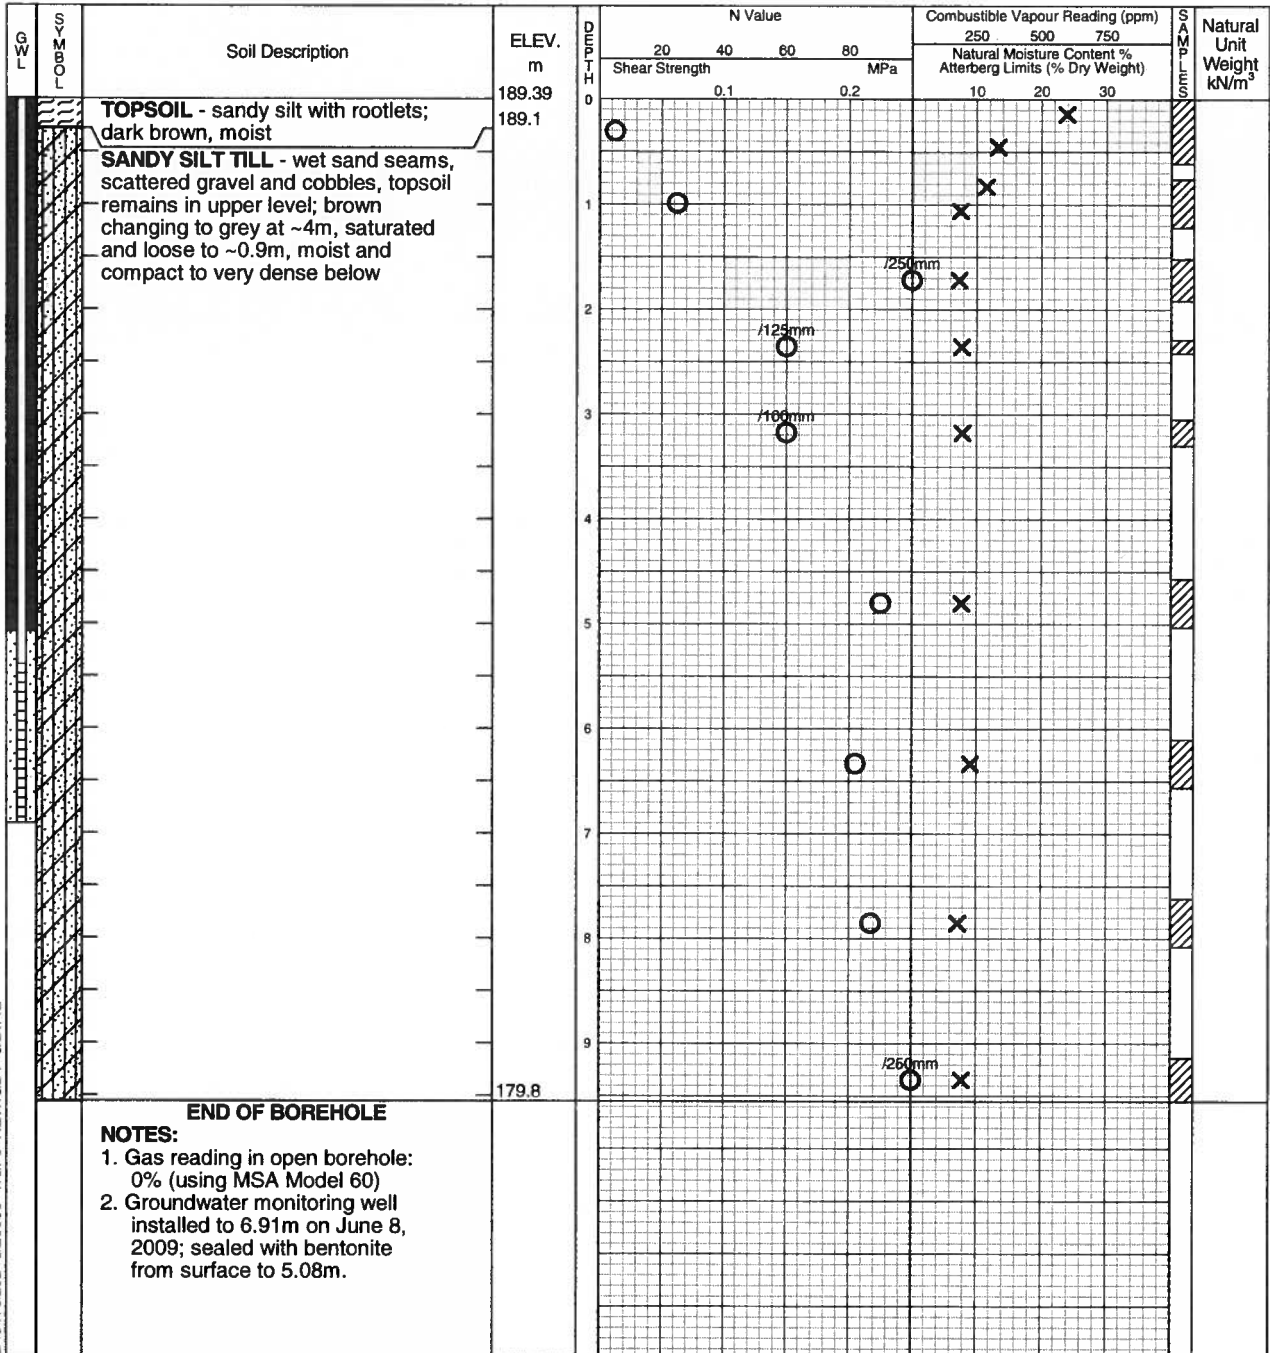 GWL
SYMBOL
Soil Description
ELEV.
m
DEPTH
N Value
20 40 60 80
Shear Strength MPa
0.1 0.2
Combustible Vapour Reading (ppm)
250 500 750
Natural Moisture Content %
Atterberg Limits (% Dry Weight)
10 20 30
SAMPLES
Natural
Unit
Weight
kN/m³
189.39
0
TOPSOIL - sandy silt with rootlets;
dark brown, moist
189.1
SANDY SILT TILL - wet sand seams,
scattered gravel and cobbles, topsoil
remains in upper level; brown
changing to grey at ~4m, saturated
and loose to ~0.9m, moist and
compact to very dense below
1
/250mm
2
/125mm
3
/100mm
4
5
6
7
8
9
/250mm
179.8
END OF BOREHOLE
NOTES:
1. Gas reading in open borehole:
0% (using MSA Model 60)
2. Groundwater monitoring well
installed to 6.91m on June 8,
2009; sealed with bentonite
from surface to 5.08m.